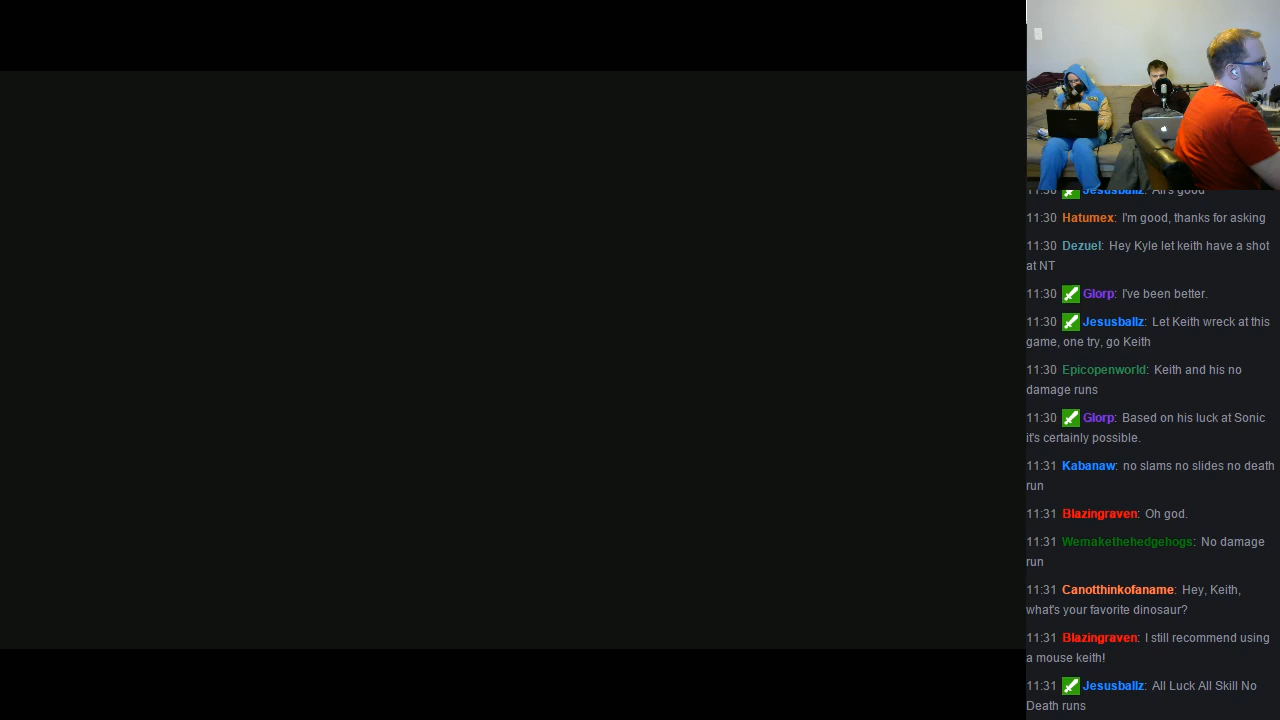 11:30 Jesusballz: All's good
11:30 Hatumex: I'm good, thanks for asking
11:30 Dezuel: Hey Kyle let keith have a shot
at NT
11:30 Glorp: I've been better.
11:30 Jesusballz: Let Keith wreck at this
game, one try, go Keith
11:30 Epicopenworld: Keith and his no
damage runs
11:30 Glorp: Based on his luck at Sonic
it's certainly possible.
11:31 Kabanaw: no slams no slides no death
run
11:31 Blazingraven: Oh god.
11:31 Wemakethehedgehogs: No damage
run
11:31 Canotthinkofaname: Hey, Keith,
what's your favorite dinosaur?
11:31 Blazingraven: I still recommend using
a mouse keith!
11:31 Jesusballz: All Luck All Skill No
Death runs